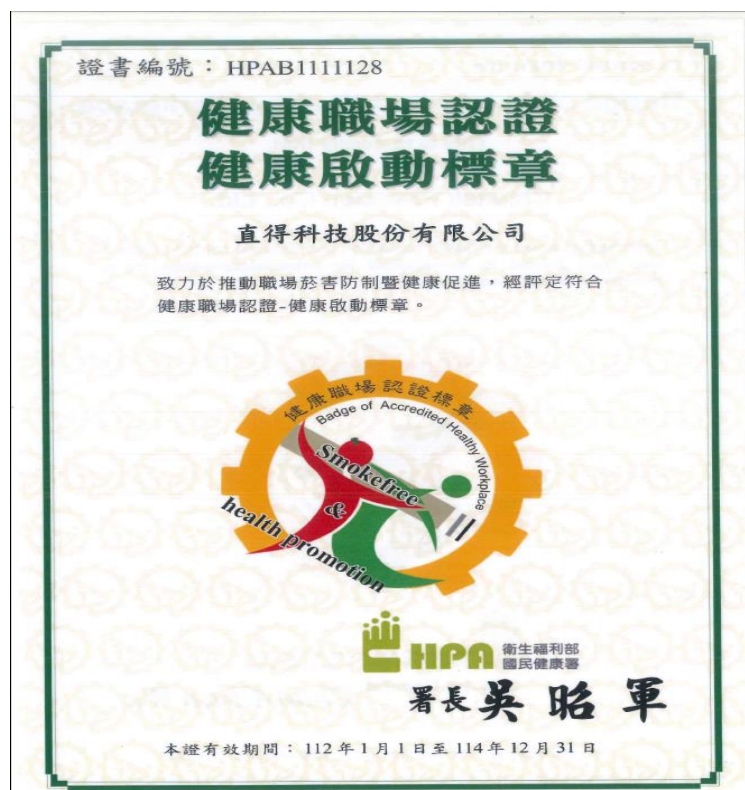 證書編號：HPAB1111128
健康職場認證
健康啟動標章
直得科技股份有限公司
致力於推動職場菸害防制暨健康促進，經評定符合
健康職場認證-健康啟動標章。
健康職場認證標章
Badge of Accredited Healthy Workplace
Smokefree
&
health promotion
HPA 衛生福利部
國民健康署
署長 吳昭軍
本證有效期間：112年1月1日至114年12月31日